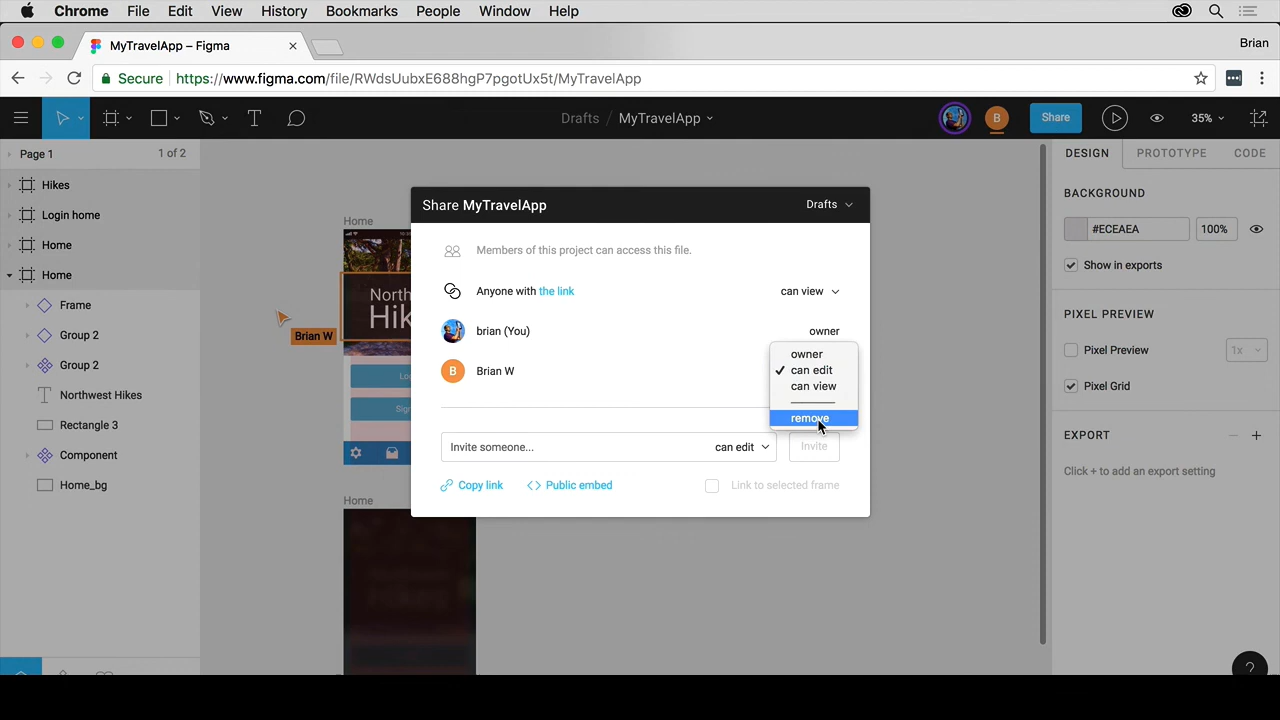 Chrome File Edit View History Bookmarks People Window Help
MyTravelApp – Figma
Brian
Secure https://www.figma.com/file/RWdsUubxE688hgP7pgotUx5t/MyTravelApp
Drafts / MyTravelApp
B
Share
35%
Page 1
1 of 2
Hikes
Login home
Home
Home
Frame
Group 2
Group 2
Northwest Hikes
Rectangle 3
Component
Home_bg
Home
Brian W
Home
Share MyTravelApp
Drafts
Members of this project can access this file.
Anyone with the link
can view
brian (You)
owner
B
Brian W
owner
can edit
can view
remove
Invite someone...
can edit
Invite
Copy link
Public embed
Link to selected frame
DESIGN
PROTOTYPE
CODE
BACKGROUND
#ECEAEA
100%
Show in exports
PIXEL PREVIEW
Pixel Preview
1x
Pixel Grid
EXPORT
Click + to add an export setting
?